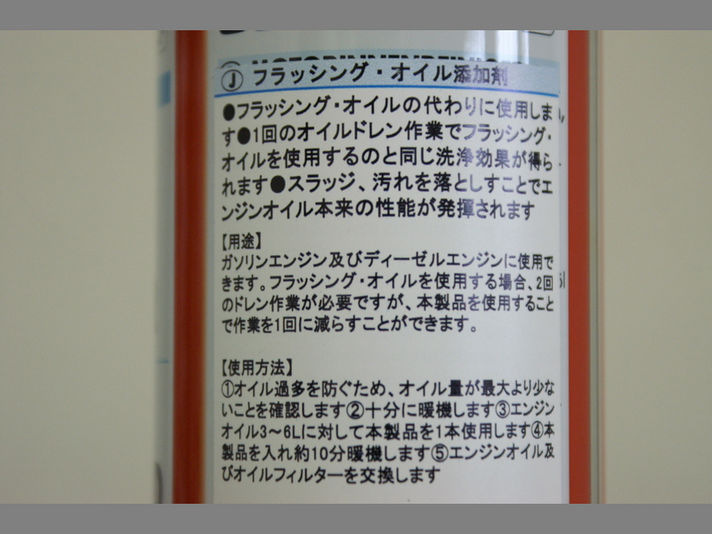 Ⓙ フラッシング・オイル添加剤
●フラッシング・オイルの代わりに使用しま
す●1回のオイルドレン作業でフラッシング・
オイルを使用するのと同じ洗浄効果が得ら
れます●スラッジ、汚れを落としすことでエ
ンジンオイル本来の性能が発揮されます
【用途】
ガソリンエンジン及びディーゼルエンジンに使用で
きます。フラッシング・オイルを使用する場合、2回
のドレン作業が必要ですが、本製品を使用すること
で作業を1回に減らすことができます。
【使用方法】
①オイル過多を防ぐため、オイル量が最大より少な
いことを確認します②十分に暖機します③エンジン
オイル3～6Lに対して本製品を1本使用します④本
製品を入れ約10分暖機します⑤エンジンオイル及
びオイルフィルターを交換します